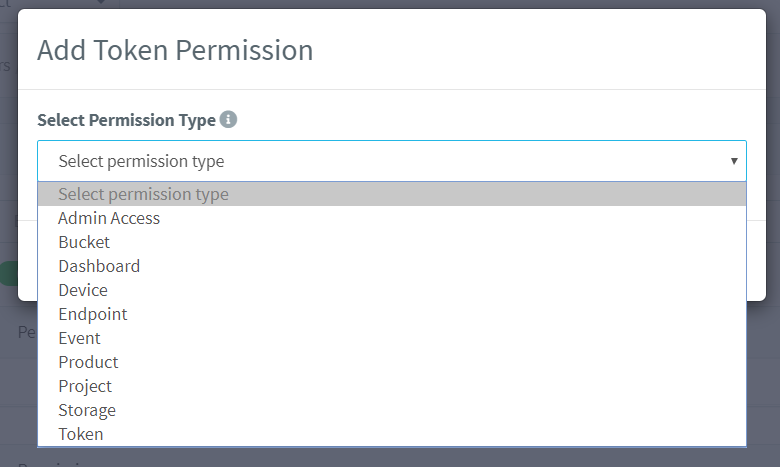 Add Token Permission
Select Permission Type
Select permission type
Select permission type
Admin Access
Bucket
Dashboard
Device
Endpoint
Event
Product
Project
Storage
Token